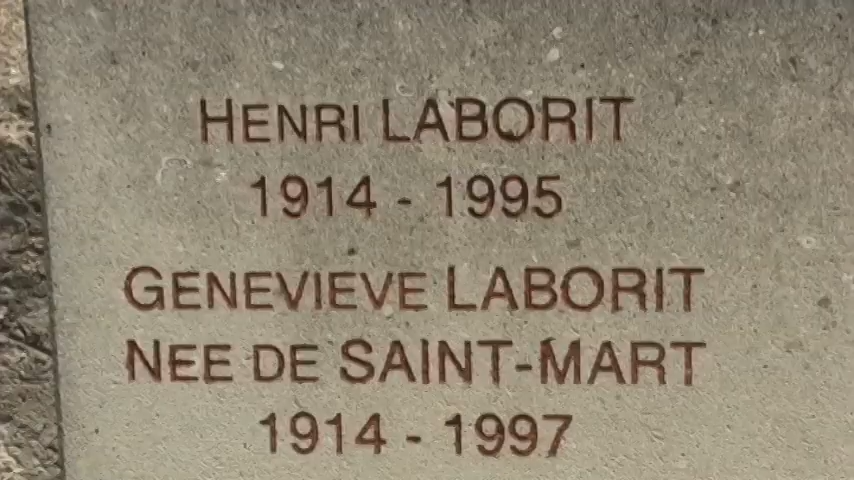 HENRI LABORIT
1914 - 1995
GENEVIEVE LABORIT
NEE DE SAINT-MART
1914 - 1997